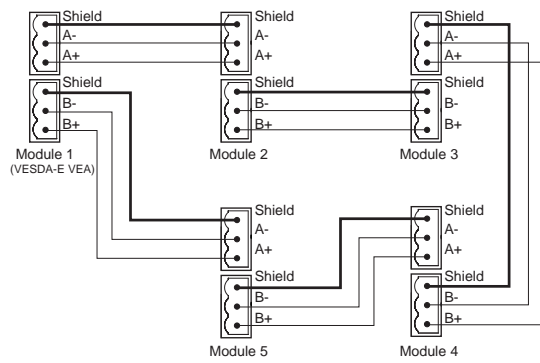 Shield
A-
A+
Shield
B-
B+
Module 1
(VESDA-E VEA)
Shield
A-
A+
Shield
B-
B+
Module 2
Shield
A-
A+
Shield
B-
B+
Module 3
Shield
A-
A+
Shield
B-
B+
Module 5
Shield
A-
A+
Shield
B-
B+
Module 4